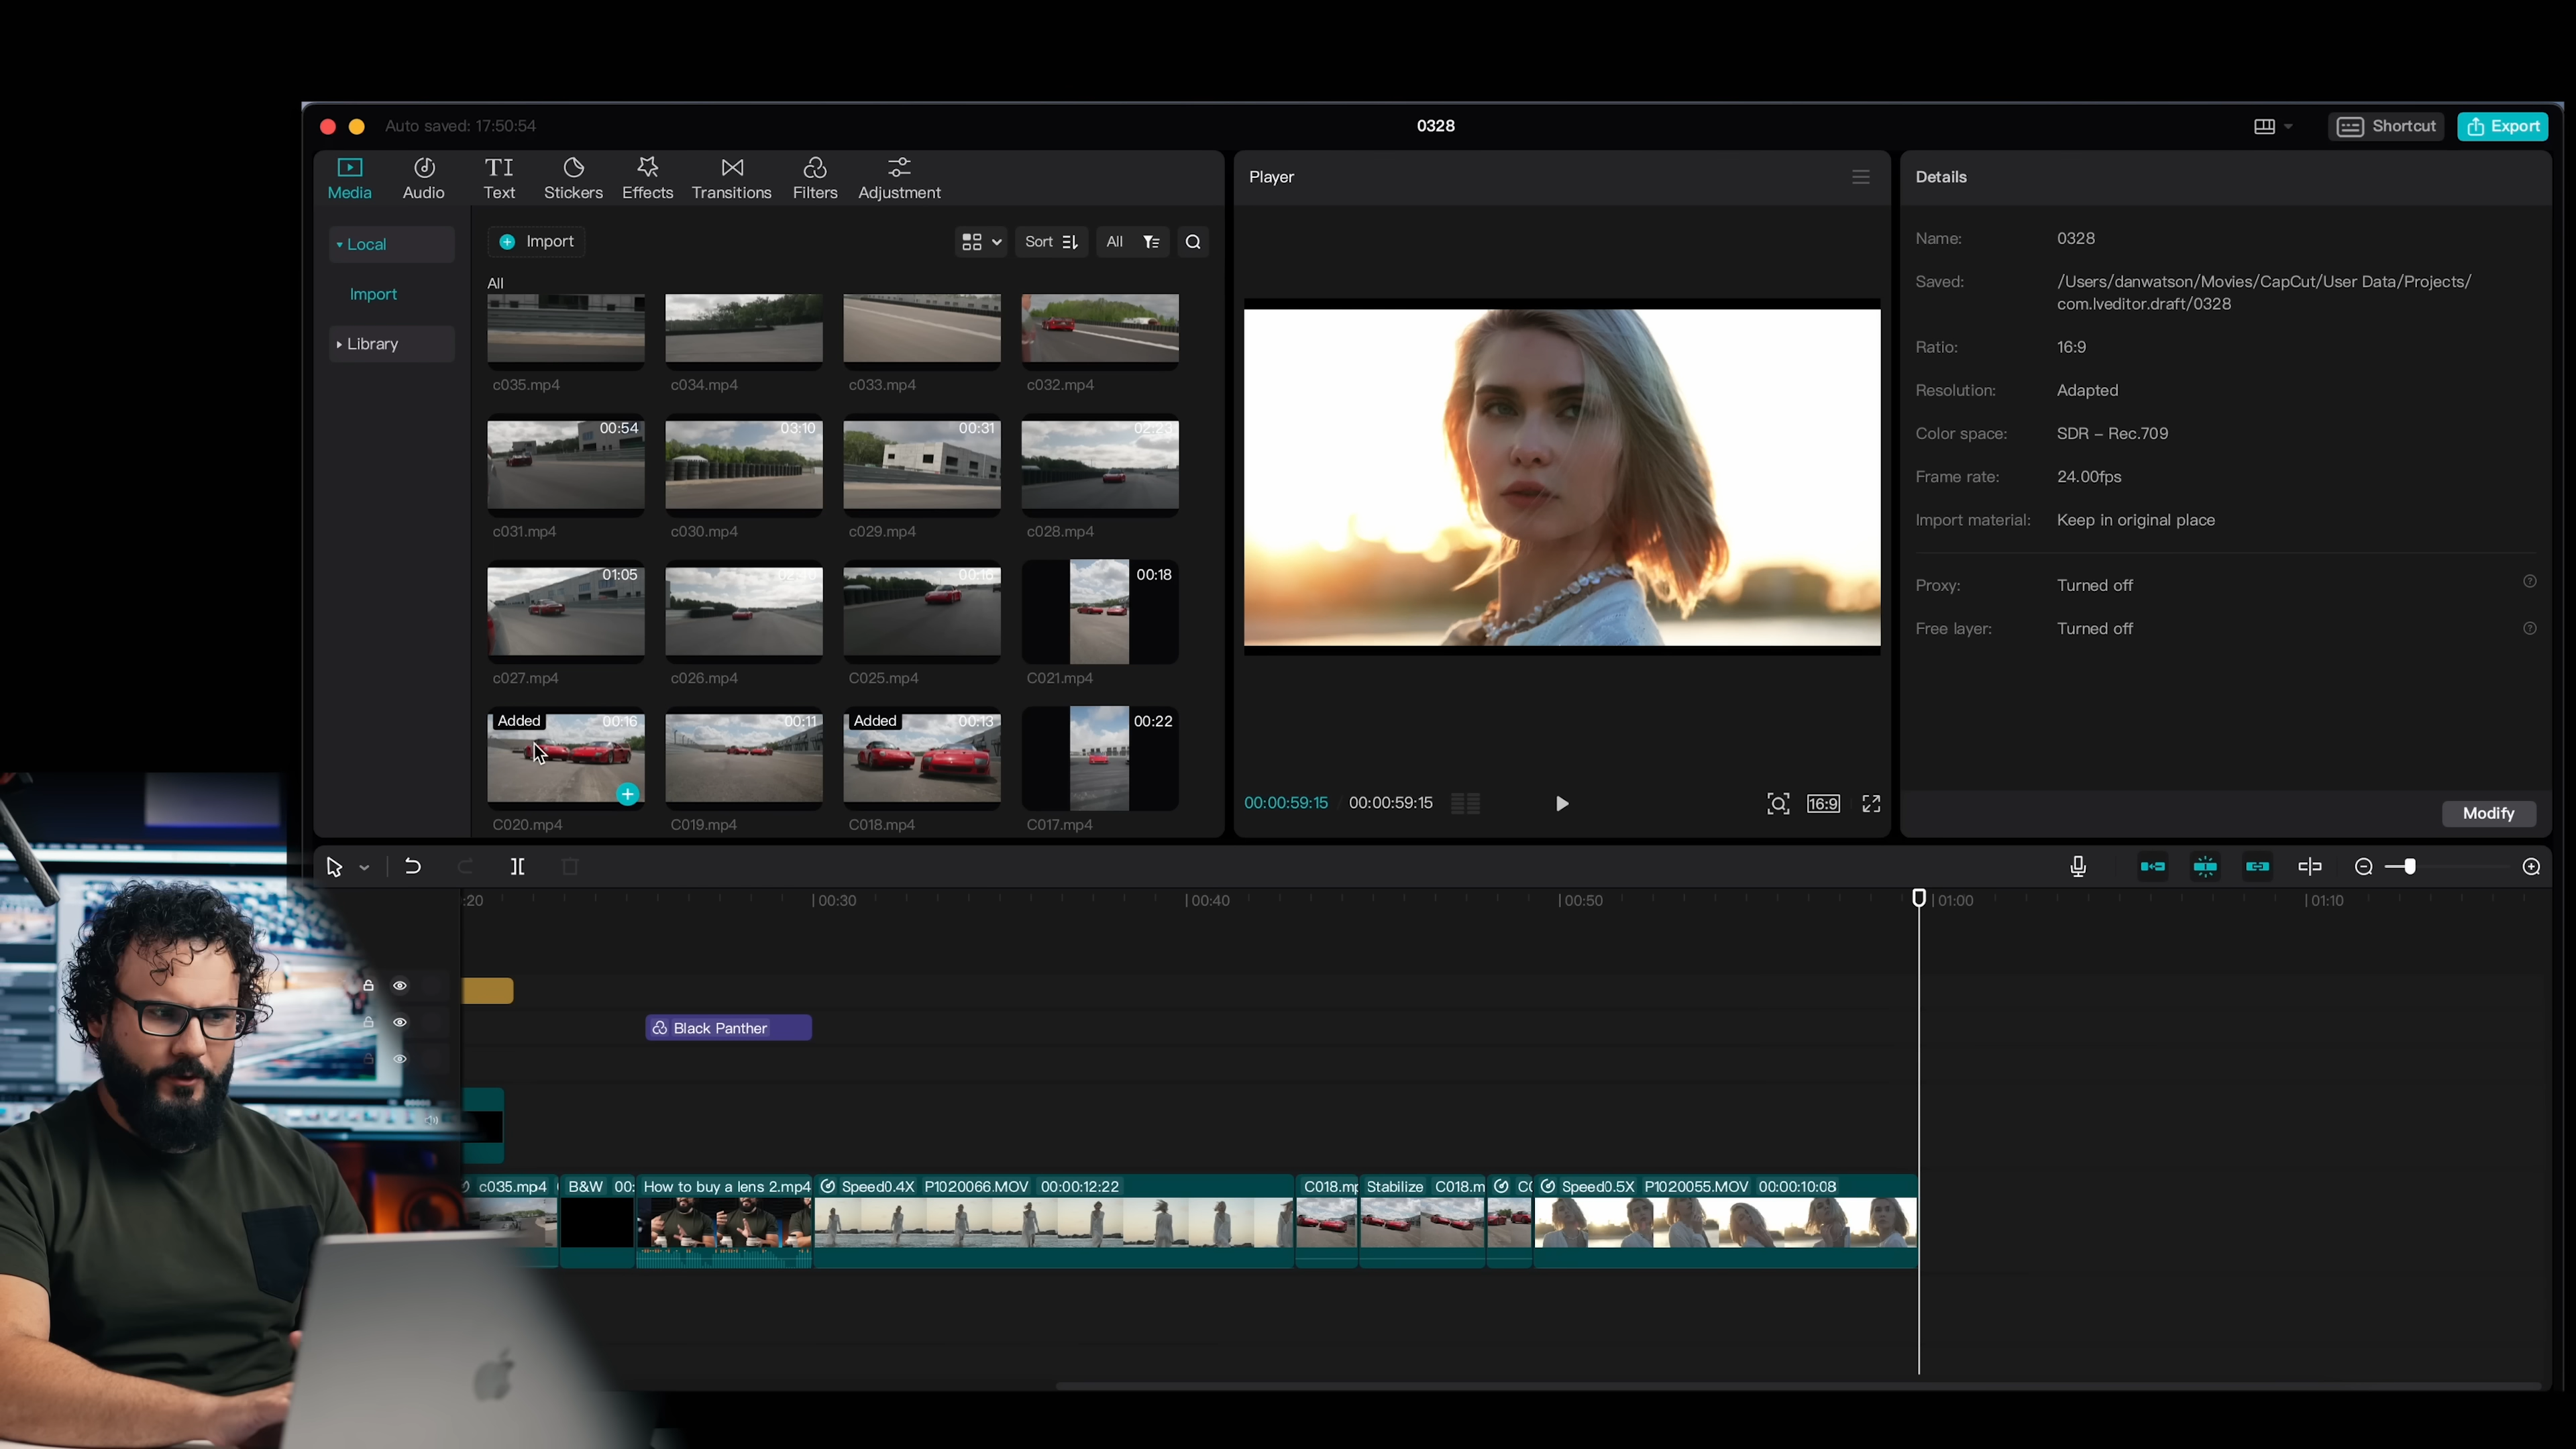 Auto saved: 17:50:54
0328
Shortcut
Export
Media
Audio
TI
Text
Stickers
Effects
Transitions
Filters
Adjustment
Local
Import
Library
Import
Sort
All
All
c035.mp4
c034.mp4
c033.mp4
c032.mp4
00:54
03:10
00:31
02:23
c031.mp4
c030.mp4
c029.mp4
c028.mp4
01:05
00:18
c027.mp4
c026.mp4
C025.mp4
C021.mp4
Added
00:16
00:11
Added
00:13
00:22
C020.mp4
C019.mp4
C018.mp4
C017.mp4
Player
00:00:59:15 / 00:00:59:15
16:9
Details
Name: 0328
Saved: /Users/danwatson/Movies/CapCut/User Data/Projects/
com.lveditor.draft/0328
Ratio: 16:9
Resolution: Adapted
Color space: SDR – Rec.709
Frame rate: 24.00fps
Import material: Keep in original place
Proxy: Turned off
Free layer: Turned off
Modify
:20
00:30
00:40
00:50
01:00
01:10
Black Panther
c035.mp4
B&W 00:
How to buy a lens 2.mp4
Speed0.4X P1020066.MOV 00:00:12:22
C018.mp
Stabilize C018.m
Speed0.5X P1020055.MOV 00:00:10:08